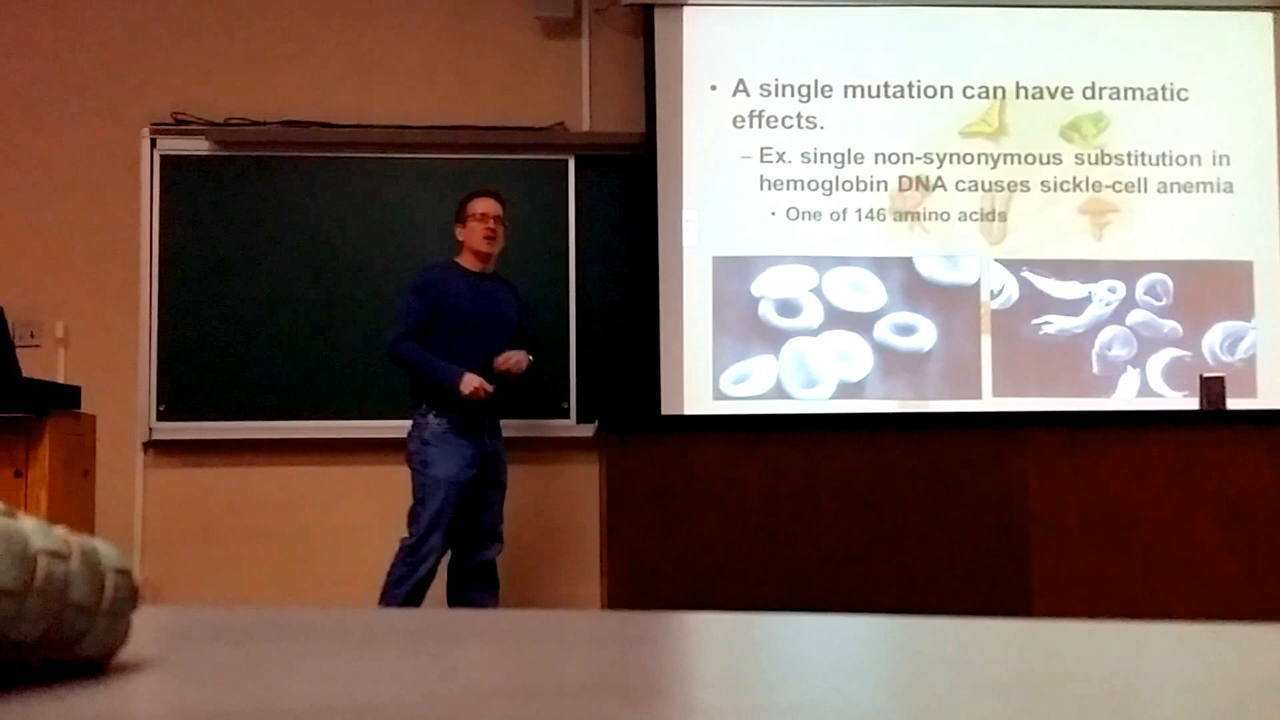 • A single mutation can have dramatic
effects.
– Ex. single non-synonymous substitution in
hemoglobin DNA causes sickle-cell anemia
• One of 146 amino acids